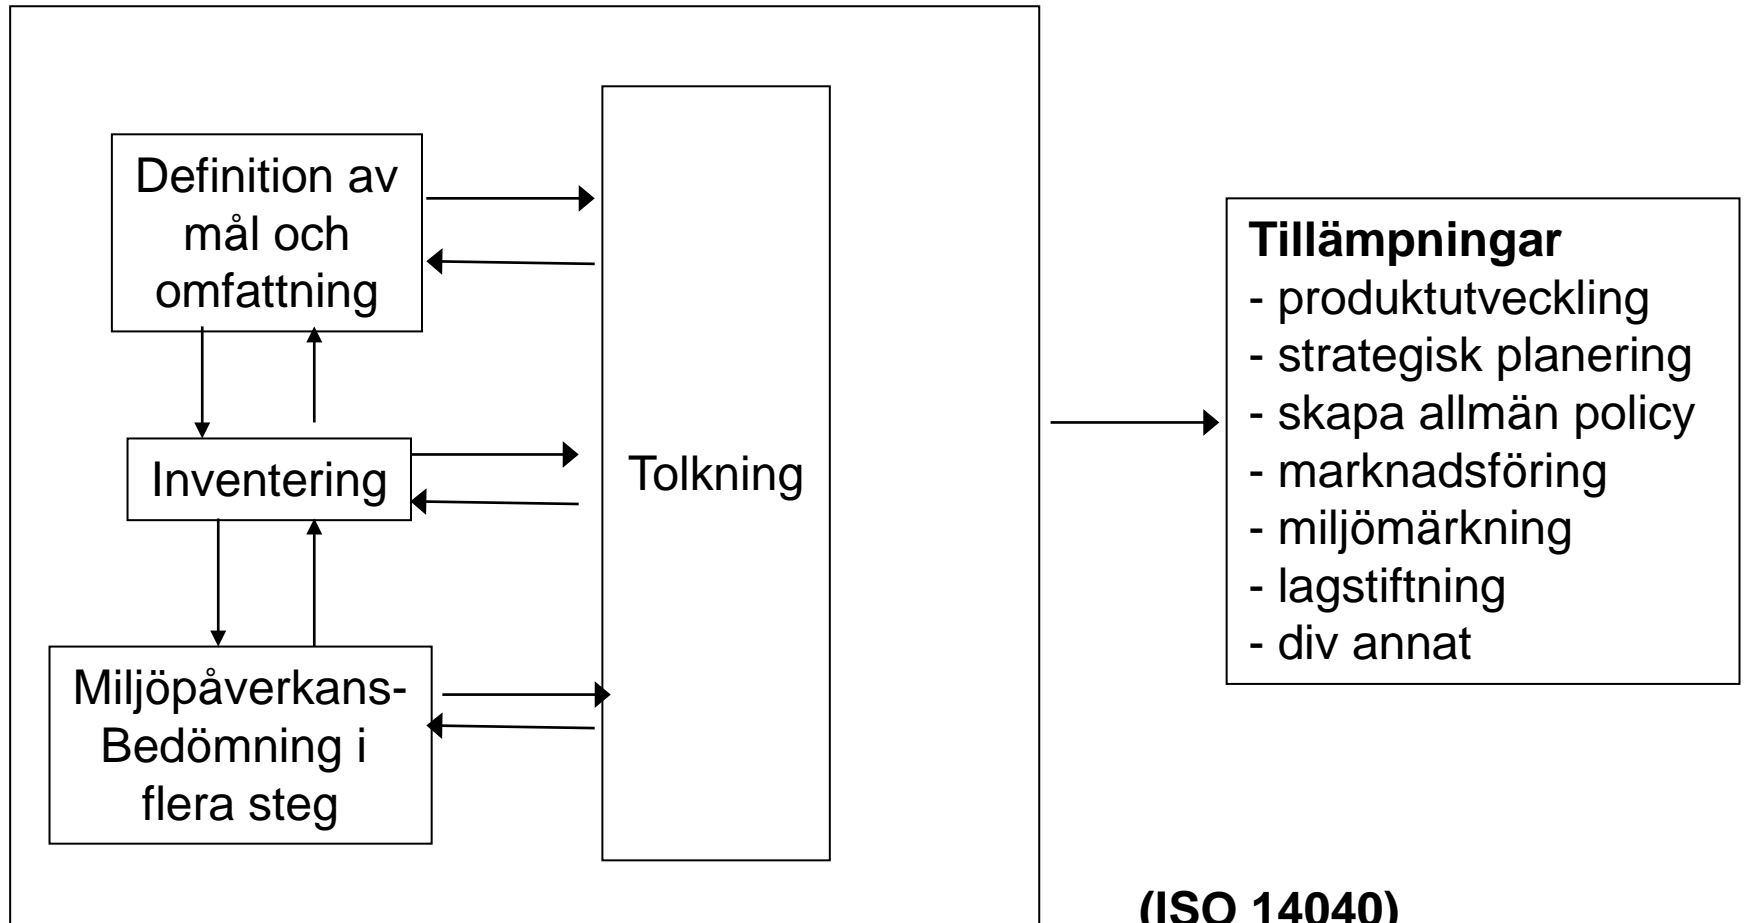 Definition av
mål och
omfattning
Inventering
Miljöpåverkans-
Bedömning i
flera steg
Tolkning
Tillämpningar
- produktutveckling
- strategisk planering
- skapa allmän policy
- marknadsföring
- miljömärkning
- lagstiftning
- div annat
(ISO 14040)